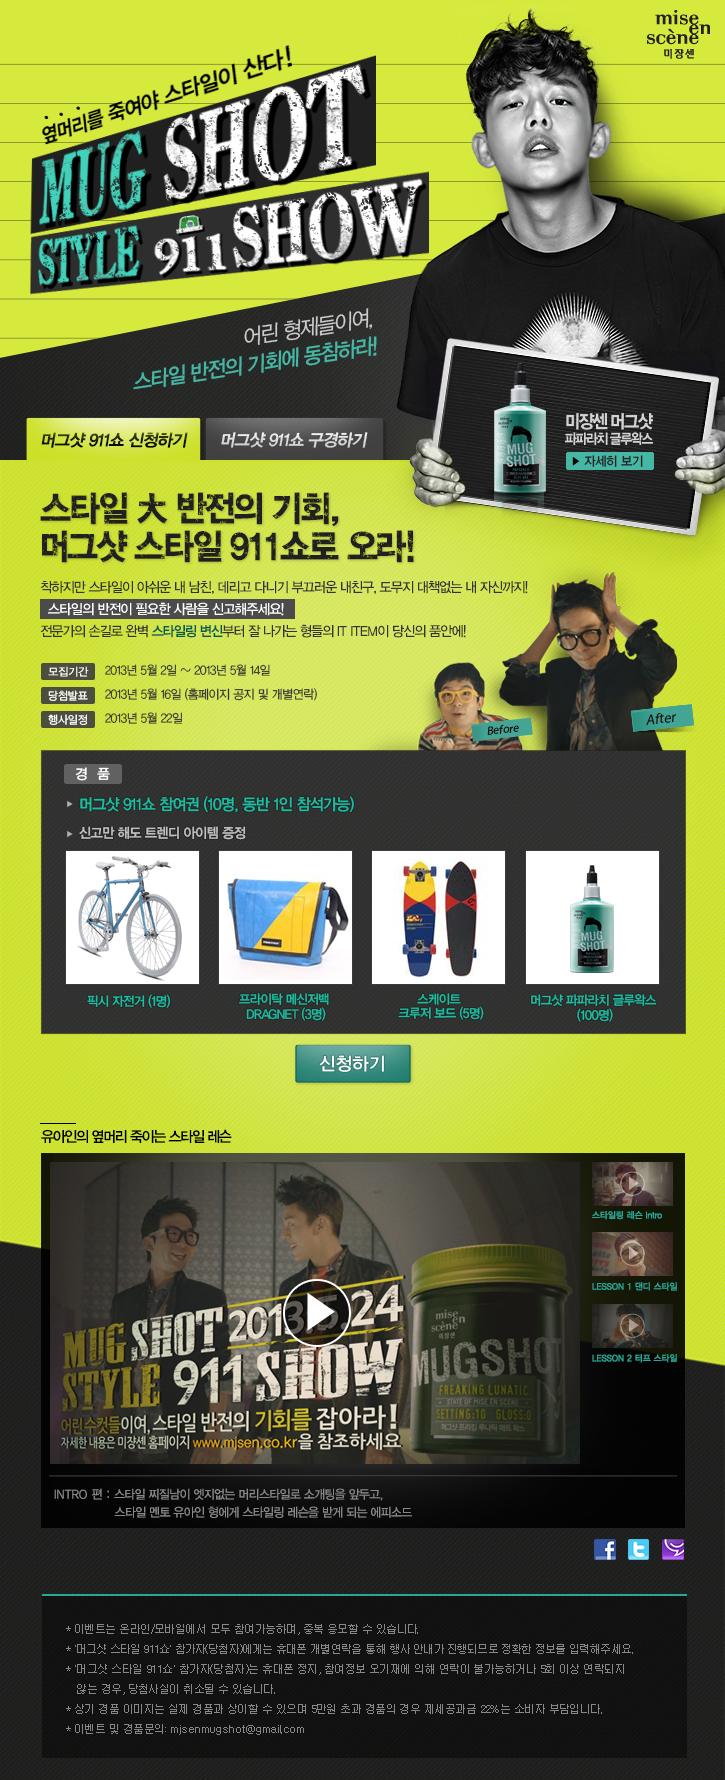 mise
en
scène
미쟝센
옆머리를 죽여야 스타일이 산다!
MUG SHOT
STYLE 911 SHOW
어린 형제들이여,
스타일 반전의 기회에 동참하라!
미쟝센 머그샷
파파라치 글루왁스
▶ 자세히 보기
MUG
SHOT
머그샷 911쇼 신청하기
머그샷 911쇼 구경하기
스타일 大 반전의 기회,
머그샷 스타일 911쇼로 오라!
착하지만 스타일이 아쉬운 내 남친, 데리고 다니기 부끄러운 내친구, 도무지 대책없는 내 자신까지!
스타일의 반전이 필요한 사람을 신고해주세요!
전문가의 손길로 완벽 스타일링 변신부터 잘 나가는 형들의 IT ITEM이 당신의 품안에!
모집기간 2013년 5월 2일 ~ 2013년 5월 14일
당첨발표 2013년 5월 16일 (홈페이지 공지 및 개별연락)
행사일정 2013년 5월 22일
Before
After
경 품
▶ 머그샷 911쇼 참여권 (10명, 동반 1인 참석가능)
▶ 신고만 해도 트렌디 아이템 증정
MUG
SHOT
픽시 자전거 (1명)
프라이탁 메신저백
DRAGNET (3명)
스케이트
크루저 보드 (5명)
머그샷 파파라치 글루왁스
(100명)
신청하기
유아인의 옆머리 죽이는 스타일 레슨
MUG SHOT 2013.5.24
STYLE 911 SHOW
어린 수컷들이여, 스타일 반전의 기회를 잡아라!
자세한 내용은 미쟝센 홈페이지 www.mjsen.co.kr을 참조하세요
mise
en
scène
미쟝센
MUGSHOT
FREAKING LUNATIC
STATE OF MISE EN SCENE
SETTING:10 GLOSS:0
머그샷 프리킹 루나틱 매트 왁스
스타일링 레슨 Intro
LESSON 1 댄디 스타일
LESSON 2 터프 스타일
INTRO 편 : 스타일 찌질남이 엣지없는 머리스타일로 소개팅을 앞두고,
스타일 멘토 유아인 형에게 스타일링 레슨을 받게 되는 에피소드
* 이벤트는 온라인/모바일에서 모두 참여가능하며, 중복 응모할 수 있습니다.
* '머그샷 스타일 911쇼' 참가자(당첨자)에게는 휴대폰 개별연락을 통해 행사 안내가 진행되므로 정확한 정보를 입력해주세요.
* '머그샷 스타일 911쇼' 참가자(당첨자)는 휴대폰 정지, 참여정보 오기재에 의해 연락이 불가능하거나 5회 이상 연락되지
않는 경우, 당첨사실이 취소될 수 있습니다.
* 상기 경품 이미지는 실제 경품과 상이할 수 있으며 5만원 초과 경품의 경우 제세공과금 22%는 소비자 부담입니다.
* 이벤트 및 경품문의: mjsenmugshot@gmail.com